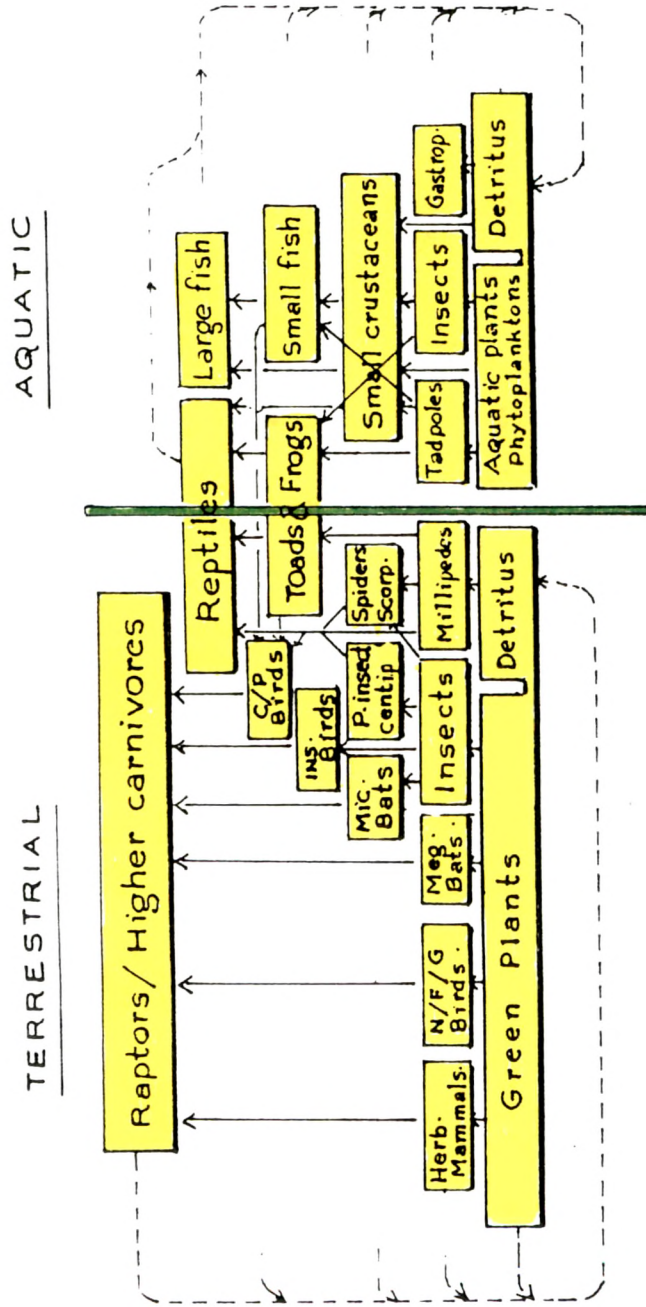 TERRESTRIAL
AQUATIC
Raptors/ Higher carnivores
Reptiles
Large fish
C/P
Birds
Toads & Frogs
Small fish
INS.
Birds
Mic.
Bats
P.insect
centip
Spiders
Scorp.
Small crustaceans
Herb.
Mammals.
N/F/G
Birds.
Meg.
Bats.
Insects
Millipedes
Tadpoles
Insects
Gastrop.
Green Plants
Detritus
Aquatic plants
Phytoplanktons
Detritus